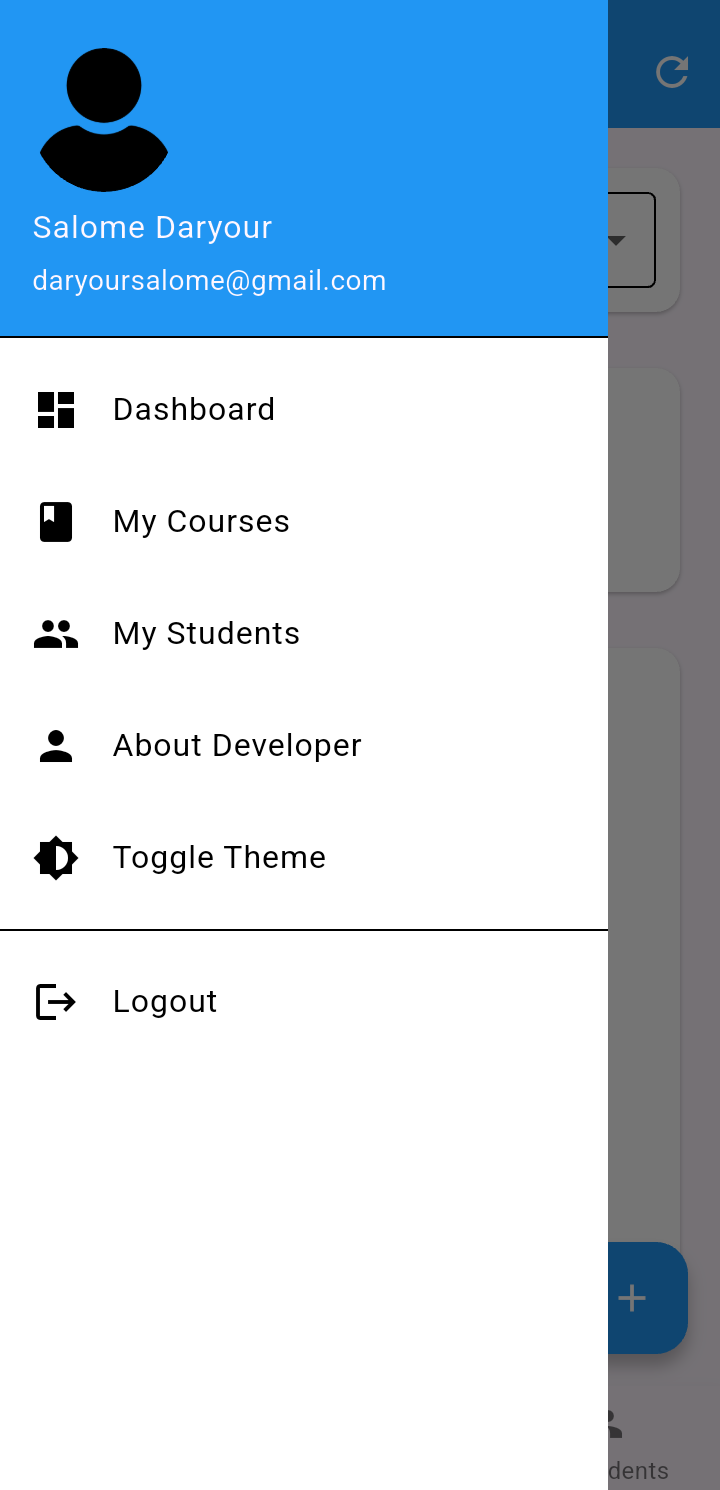 Salome Daryour
daryoursalome@gmail.com
Dashboard
My Courses
My Students
About Developer
Toggle Theme
Logout
dents